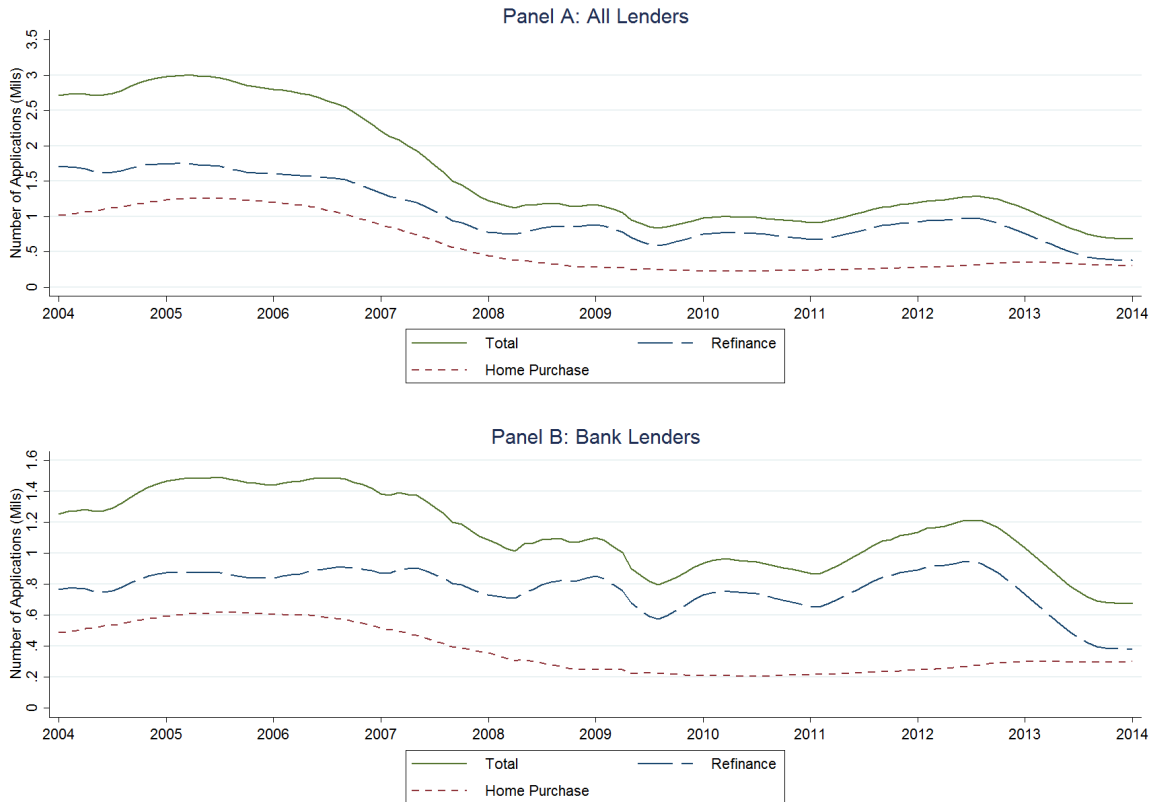 Panel A: All Lenders
Number of Applications (Mils)
3.5
3
2.5
2
1.5
1
.5
0
2004 2005 2006 2007 2008 2009 2010 2011 2012 2013 2014
Total Refinance
Home Purchase
Panel B: Bank Lenders
Number of Applications (Mils)
1.6
1.4
1.2
1
.8
.6
.4
.2
0
2004 2005 2006 2007 2008 2009 2010 2011 2012 2013 2014
Total Refinance
Home Purchase